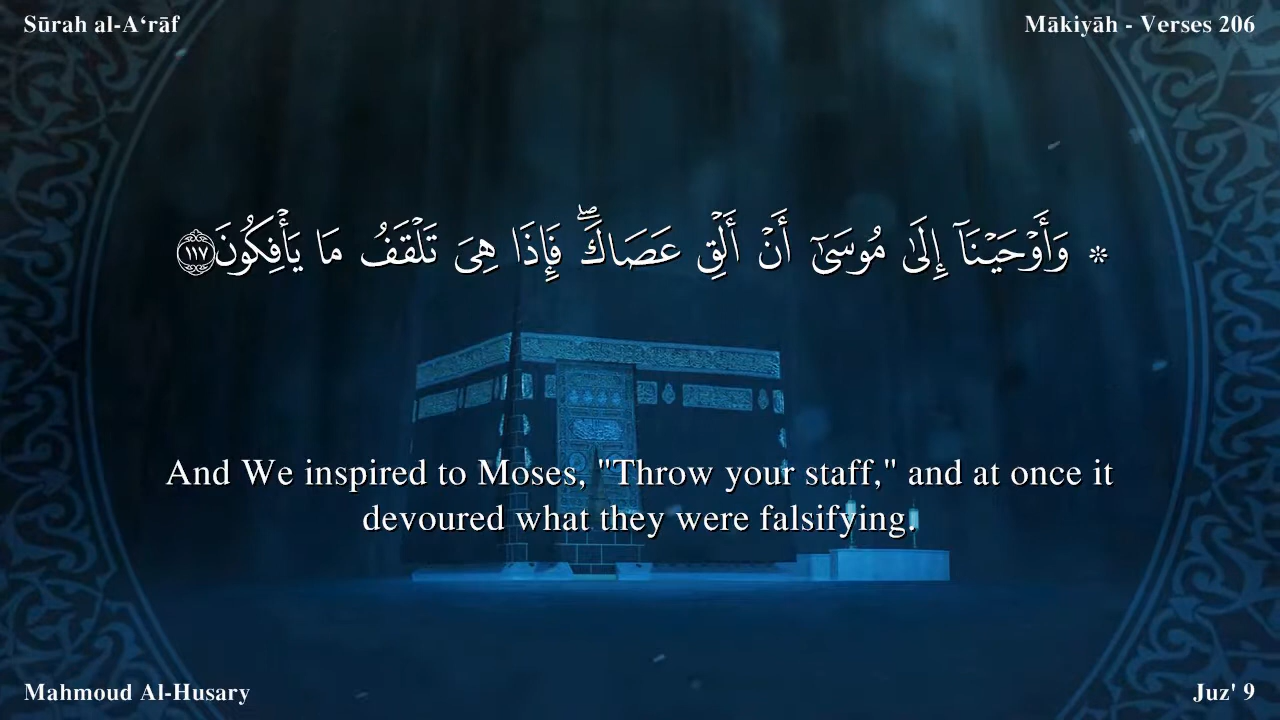 Sūrah al-A‘rāf
Mākiyāh - Verses 206
۞ وَأَوْحَيْنَآ إِلَىٰ مُوسَىٰٓ أَنْ أَلْقِ عَصَاكَ ۖ فَإِذَا هِىَ تَلْقَفُ مَا يَأْفِكُونَ ١١٧
And We inspired to Moses, "Throw your staff," and at once it
devoured what they were falsifying.
Mahmoud Al-Husary
Juz' 9